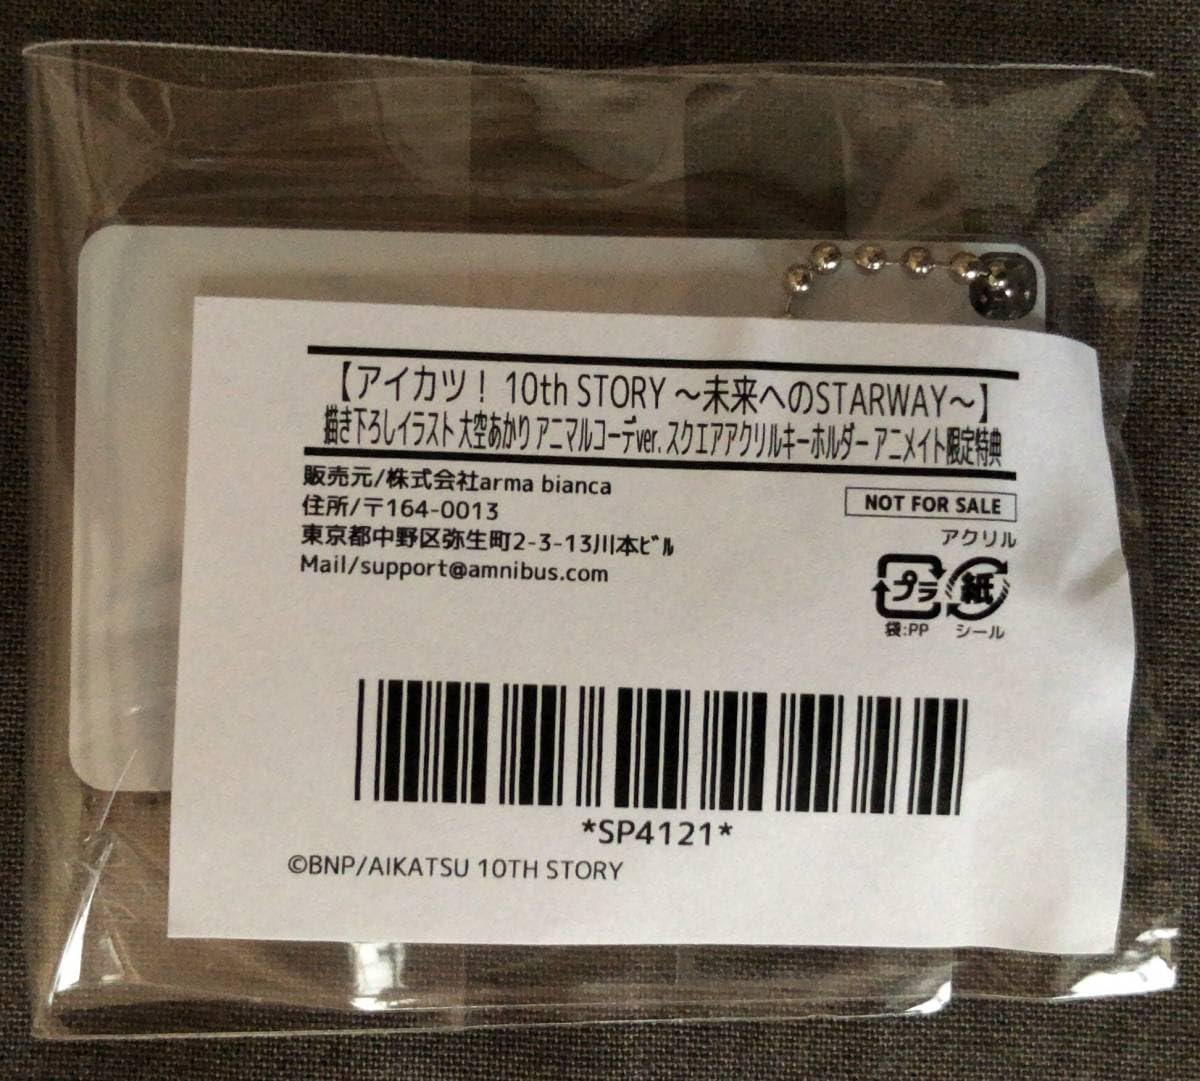 【アイカツ！ 10th STORY ～未来へのSTARWAY～】
描き下ろしイラスト 大空あかり アニマルコーデver. スクエアアクリルキーホルダー アニメイト限定特典
販売元/株式会社arma bianca
住所/〒164-0013
東京都中野区弥生町2-3-13川本ﾋﾞﾙ
Mail/support@amnibus.com
NOT FOR SALE
アクリル
プラ 紙
袋:PP シール
*SP4121*
©BNP/AIKATSU 10TH STORY